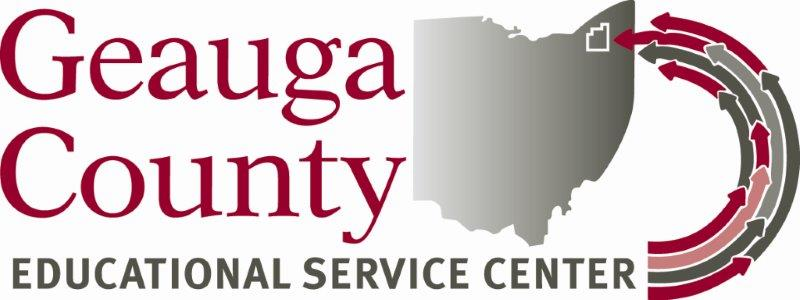 Geauga
County
EDUCATIONAL SERVICE CENTER